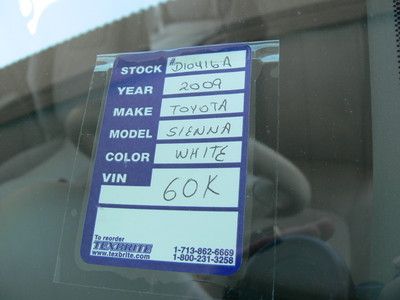 STOCK #D10416A
YEAR 2009
MAKE TOYOTA
MODEL SIENNA
COLOR WHITE
VIN 60K
To reorder
TEXBRITE 1-713-862-6669
www.texbrite.com 1-800-231-3258